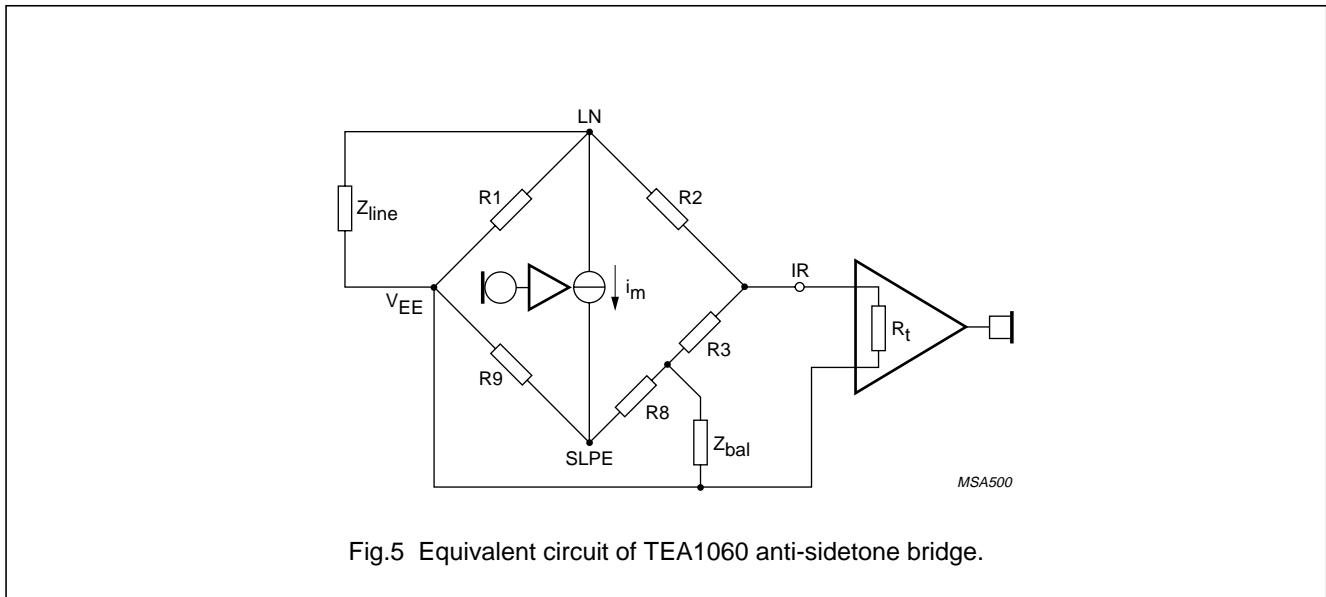 LN
R1
R2
Zline
IR
VEE
im
Rt
R3
R9
R8
Zbal
SLPE
MSA500
Fig.5 Equivalent circuit of TEA1060 anti-sidetone bridge.